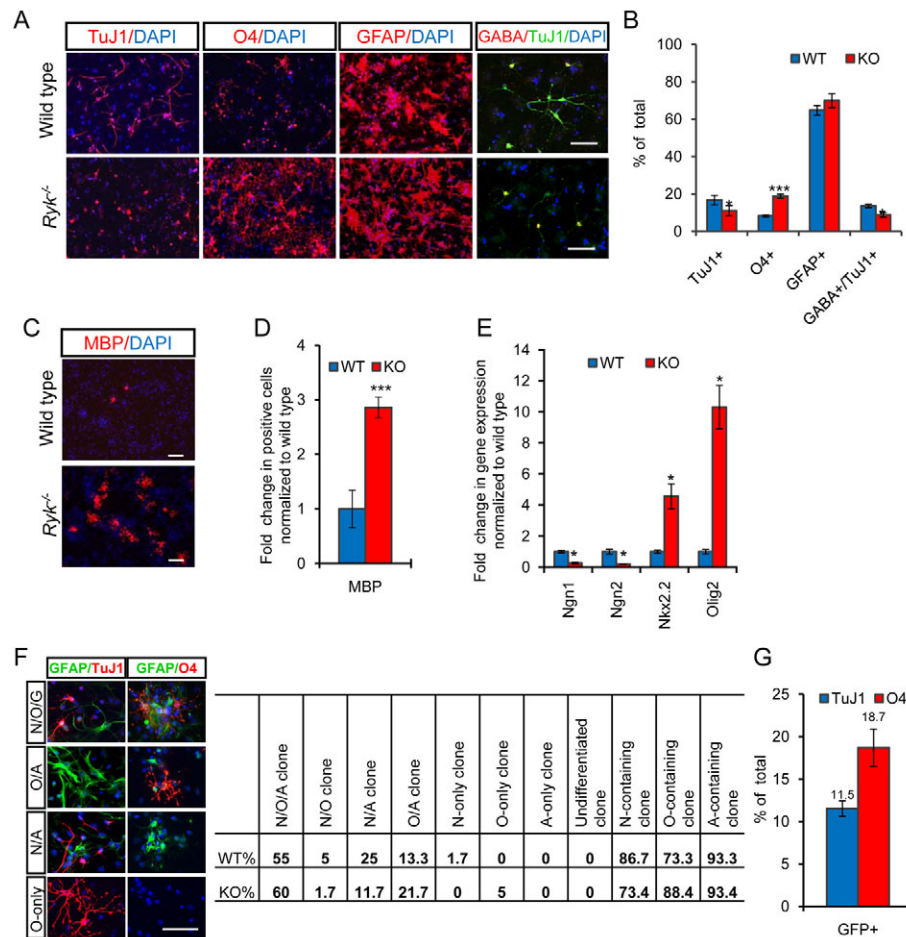 A
TuJ1/DAPI O4/DAPI GFAP/DAPI GABA/TuJ1/DAPI
Wild type
Ryk-/-
B
WT KO
% of total
100
80
60
40
20
0
* *** *
TuJ1+ O4+ GFAP+ GABA+/TuJ1+
C
MBP/DAPI
Wild type
Ryk-/-
D
Fold change in positive cells
normalized to wild type
WT KO
4
3
2
1
0
***
MBP
E
Fold change in gene expression
normalized to wild type
WT KO
14
12
10
8
6
4
2
0
* * * *
Ngn1 Ngn2 Nkx2.2 Olig2
F
GFAP/TuJ1 GFAP/O4
N/O/G
O/A
N/A
O-only
N/O/A clone
N/O clone
N/A clone
O/A clone
N-only clone
O-only clone
A-only clone
Undifferentiated
clone
N-containing
clone
O-containing
clone
A-containing
clone
WT% 55 5 25 13.3 1.7 0 0 0 86.7 73.3 93.3
KO% 60 1.7 11.7 21.7 0 5 0 0 73.4 88.4 93.4
G
% of total
25
20
15
10
5
0
TuJ1 O4
18.7
11.5
GFP+